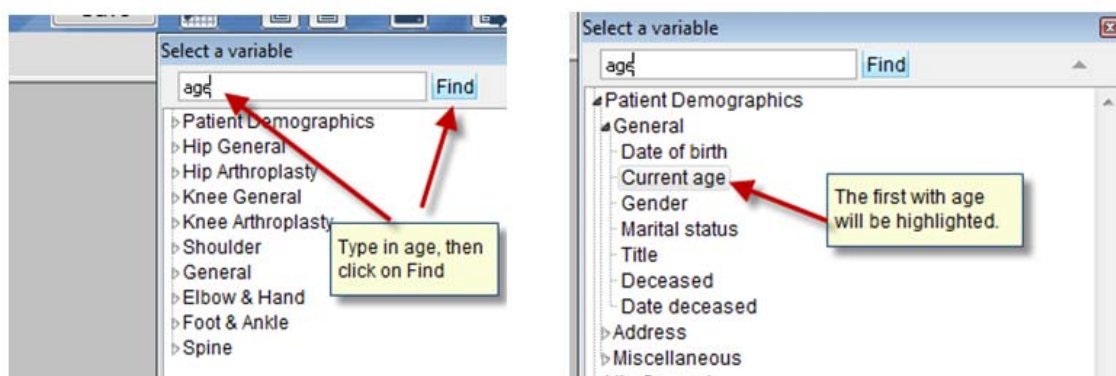 Select a variable
age
Find
Patient Demographics
Hip General
Hip Arthroplasty
Knee General
Knee Arthroplasty
Shoulder
General
Elbow & Hand
Foot & Ankle
Spine
Type in age, then
click on Find
Select a variable
age
Find
Patient Demographics
General
Date of birth
Current age
Gender
Marital status
Title
Deceased
Date deceased
Address
Miscellaneous
The first with age
will be highlighted.